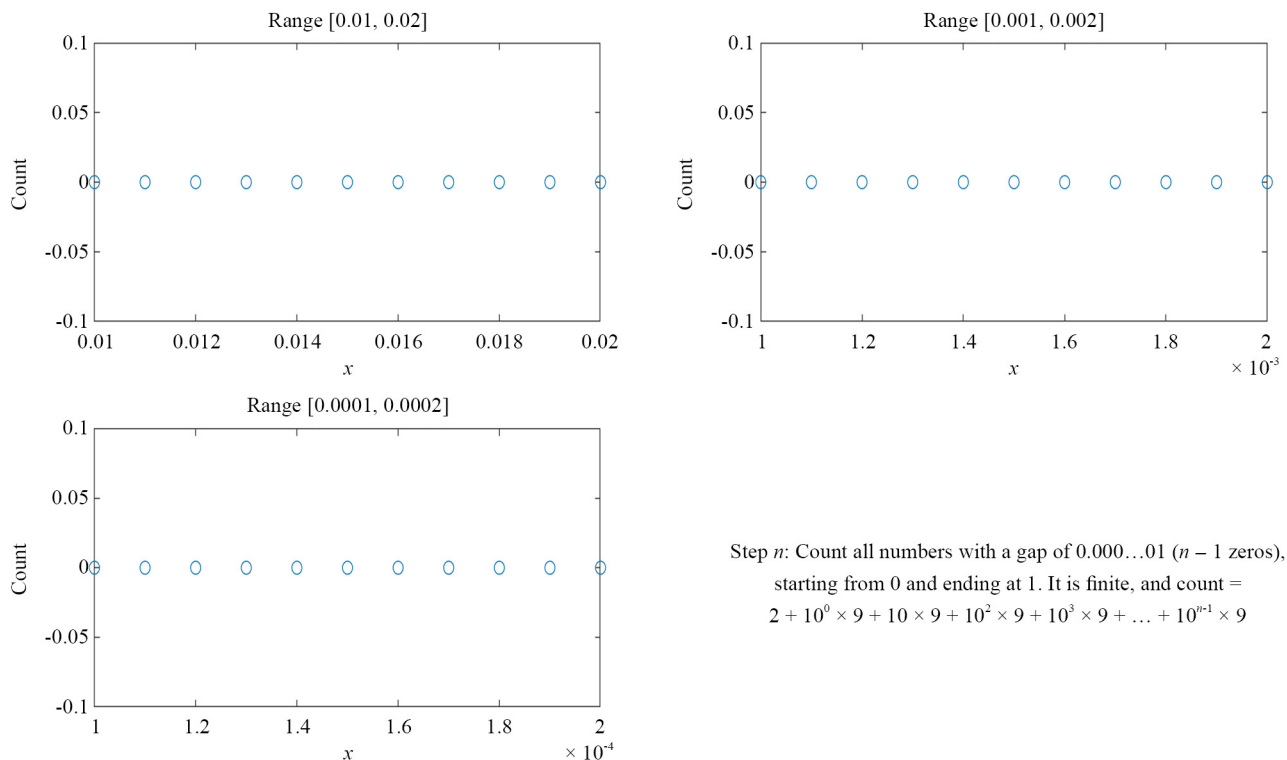 Range [0.01, 0.02]
0.1
0.05
0
-0.05
-0.1
Count
0.01 0.012 0.014 0.016 0.018 0.02
x
Range [0.001, 0.002]
0.1
0.05
0
-0.05
-0.1
Count
1 1.2 1.4 1.6 1.8 2
x × 10⁻³
Range [0.0001, 0.0002]
0.1
0.05
0
-0.05
-0.1
Count
1 1.2 1.4 1.6 1.8 2
x × 10⁻⁴
Step n: Count all numbers with a gap of 0.000…01 (n – 1 zeros),
starting from 0 and ending at 1. It is finite, and count =
2 + 10⁰ × 9 + 10 × 9 + 10² × 9 + 10³ × 9 + … + 10ⁿ⁻¹ × 9